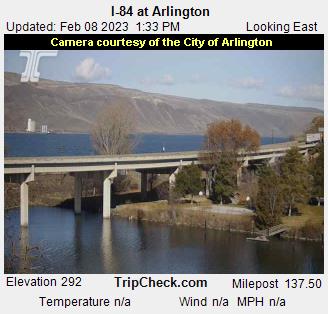 I-84 at Arlington
Updated: Feb 08 2023 1:33 PM Looking East
Camera courtesy of the City of Arlington
Elevation 292 TripCheck.com Milepost 137.50
Temperature n/a Wind n/a MPH n/a